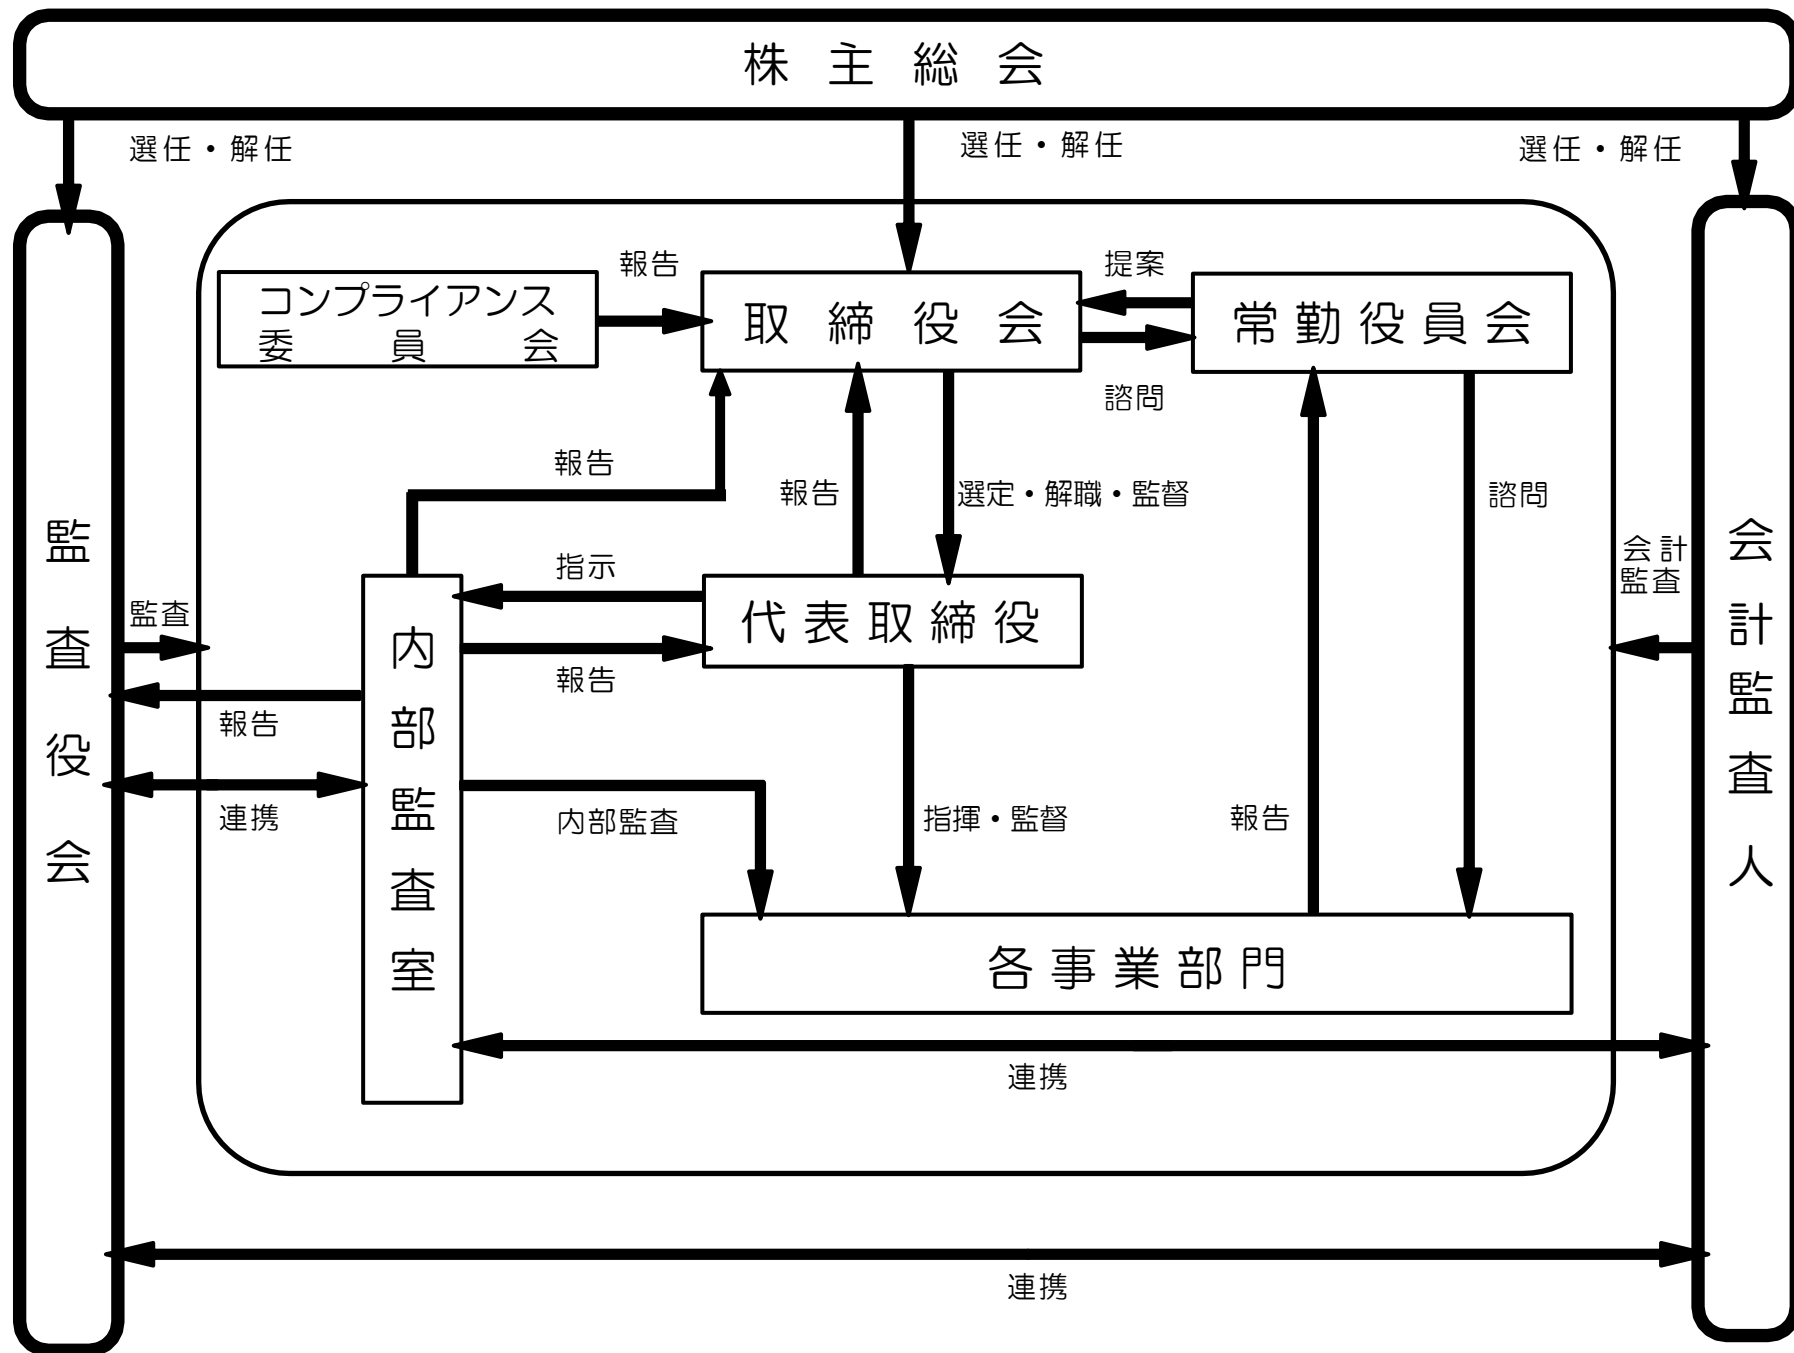 株主総会
選任・解任
選任・解任
選任・解任
報告
提案
コンプライアンス
委員会
取締役会
常勤役員会
諮問
報告
報告
選定・解職・監督
諮問
監査役会
会計監査人
会計
監査
指示
監査
代表取締役
内部監査室
報告
報告
連携
内部監査
指揮・監督
報告
各事業部門
連携
連携